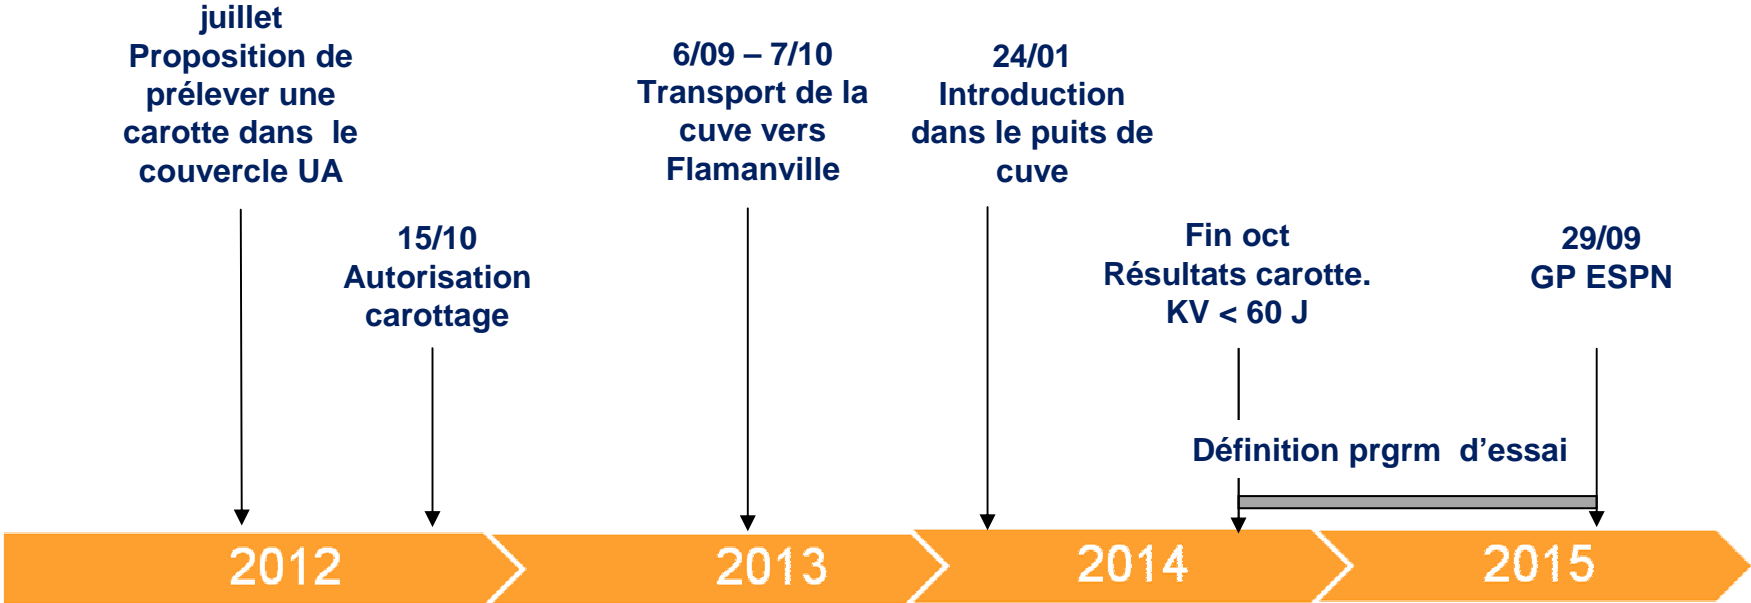 juillet
Proposition de
prélever une
carotte dans  le
couvercle UA
15/10
Autorisation
carottage
6/09 – 7/10
Transport de la
cuve vers
Flamanville
24/01
Introduction
dans le puits de
cuve
Fin oct
Résultats carotte.
KV < 60 J
29/09
GP ESPN
Définition prgrm  d’essai
2012
2013
2014
2015